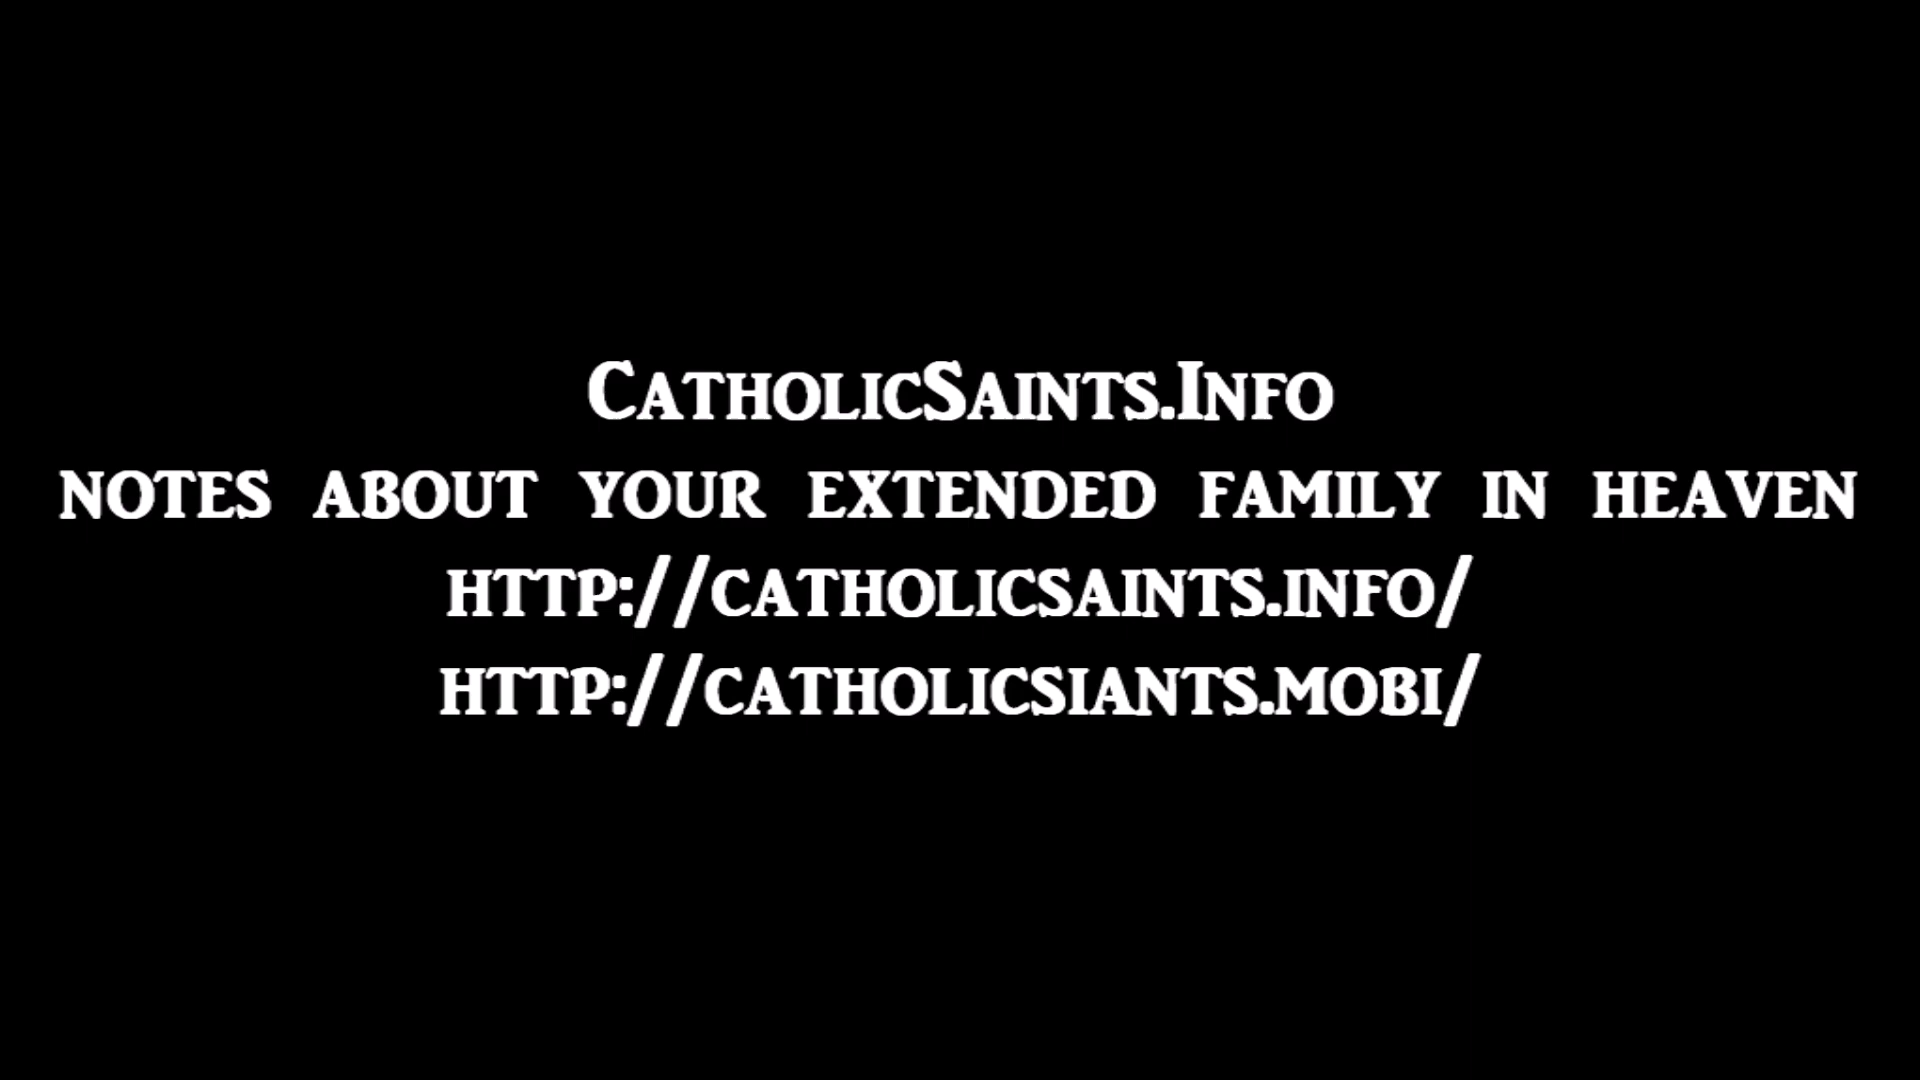 CatholicSaints.Info
notes about your extended family in heaven
http://catholicsaints.info/
http://catholicsiants.mobi/